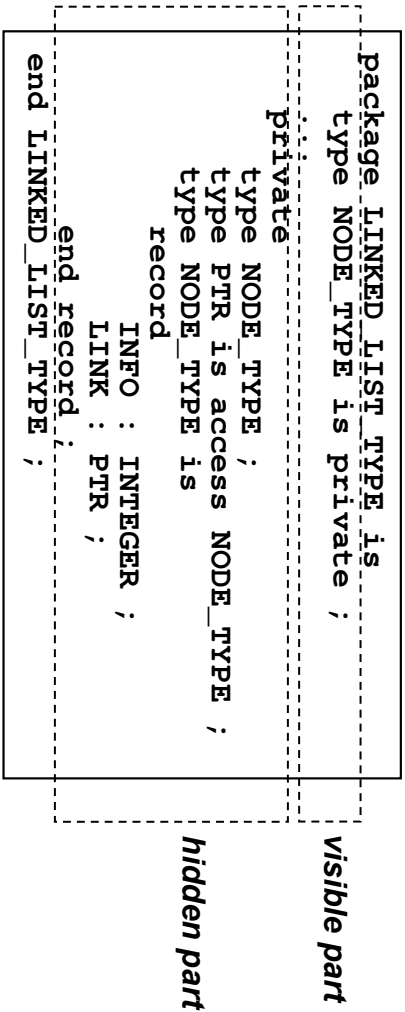 package LINKED_LIST_TYPE is
type NODE_TYPE is private ;
...
private
type NODE_TYPE ;
type PTR is access NODE_TYPE ;
type NODE_TYPE is
record
INFO : INTEGER ;
LINK : PTR ;
end record ;
end LINKED_LIST_TYPE ;
visible part
hidden part